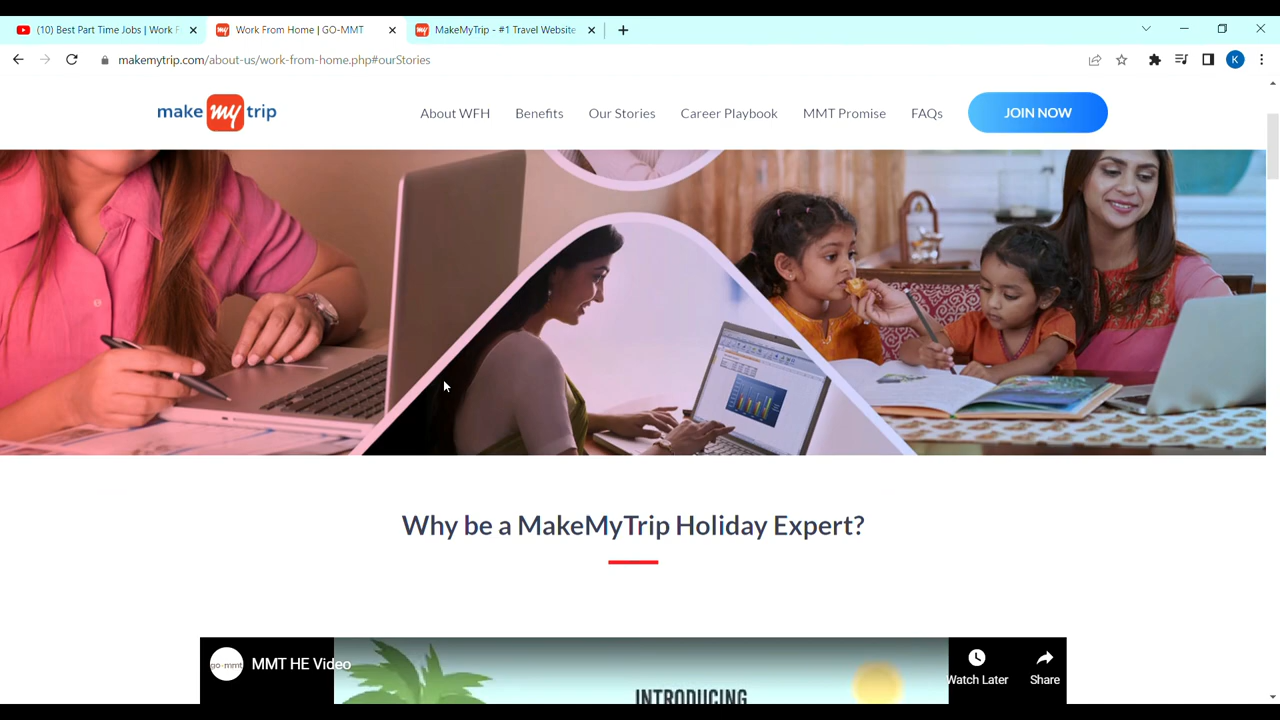 (10) Best Part Time Jobs | Work F
Work From Home | GO-MMT
MakeMyTrip - #1 Travel Website
makemytrip.com/about-us/work-from-home.php#ourStories
K
make my trip
About WFH
Benefits
Our Stories
Career Playbook
MMT Promise
FAQs
JOIN NOW
Why be a MakeMyTrip Holiday Expert?
go-mmt
MMT HE Video
Watch Later
Share
INTRODUCING